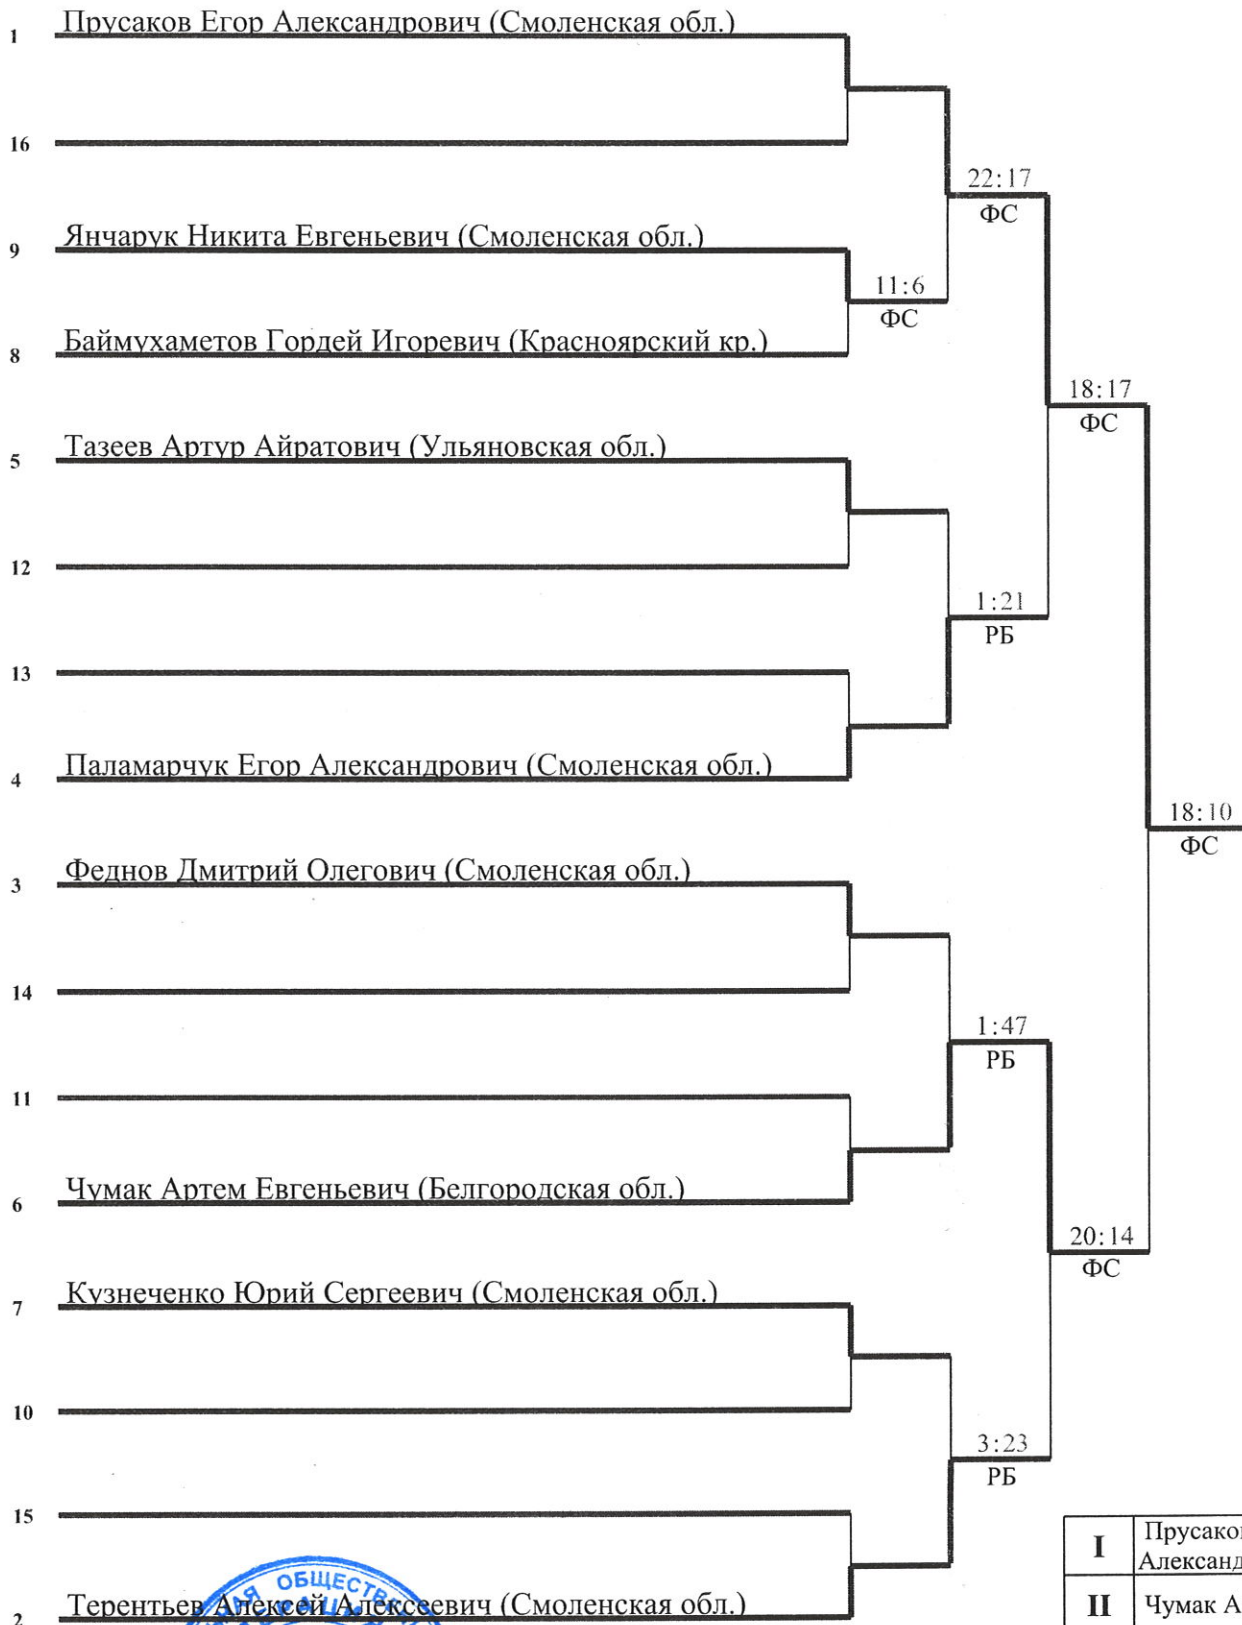 1 Прусаков Егор Александрович (Смоленская обл.)
16
22:17
ФС
9 Янчарук Никита Евгеньевич (Смоленская обл.)
11:6
ФС
8 Баймухаметов Гордей Игоревич (Красноярский кр.)
18:17
ФС
5 Тазеев Артур Айратович (Ульяновская обл.)
12
1:21
РБ
13
4 Паламарчук Егор Александрович (Смоленская обл.)
18:10
ФС
3 Феднов Дмитрий Олегович (Смоленская обл.)
14
1:47
РБ
11
6 Чумак Артем Евгеньевич (Белгородская обл.)
20:14
ФС
7 Кузнеченко Юрий Сергеевич (Смоленская обл.)
10
3:23
РБ
15
I Прусаков
Александ
ОБЩЕСТВ
2 Терентьев Алексей Алексеевич (Смоленская обл.)
II Чумак А